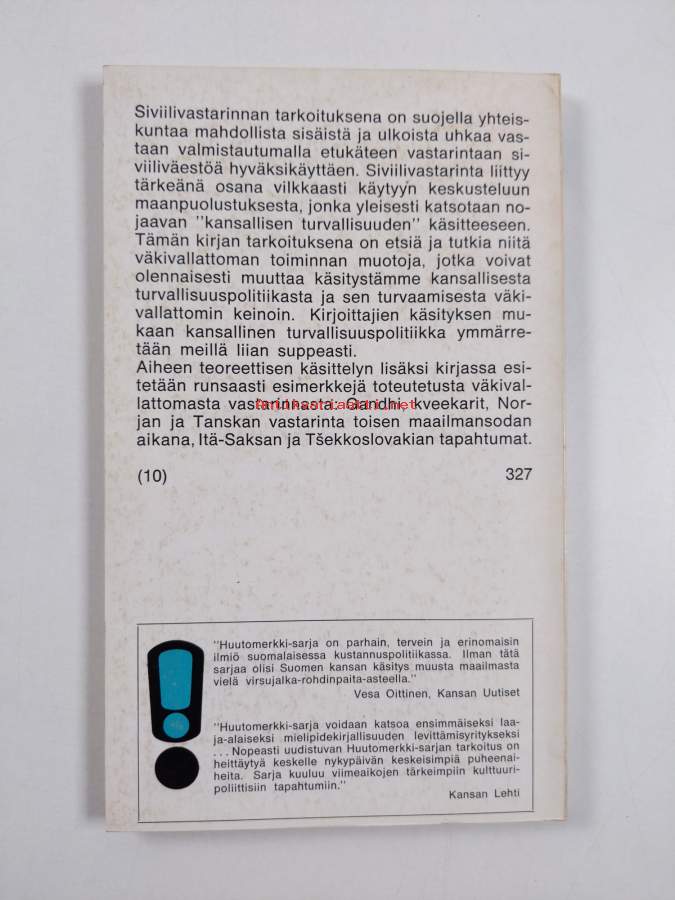 Siviilivastarinnan tarkoituksena on suojella yhteis-
kuntaa mahdollista sisäistä ja ulkoista uhkaa vas-
taan valmistautumalla etukäteen vastarintaan si-
viiliväestöä hyväksikäyttäen. Siviilivastarinta liittyy
tärkeänä osana vilkkaasti käytyyn keskusteluun
maanpuolustuksesta, jonka yleisesti katsotaan no-
jaavan "kansallisen turvallisuuden" käsitteeseen.
Tämän kirjan tarkoituksena on etsiä ja tutkia niitä
väkivallattoman toiminnan muotoja, jotka voivat
olennaisesti muuttaa käsitystämme kansallisesta
turvallisuuspolitiikasta ja sen turvaamisesta väki-
vallattomin keinoin. Kirjoittajien käsityksen mu-
kaan kansallinen turvallisuuspolitiikka ymmärre-
tään meillä liian suppeasti.
Aiheen teoreettisen käsittelyn lisäksi kirjassa esi-
tetään runsaasti esimerkkejä toteutetusta väkival-
lattomasta vastarinnasta: Gandhi, kveekarit, Nor-
jan ja Tanskan vastarinta toisen maailmansodan
aikana, Itä-Saksan ja Tšekkoslovakian tapahtumat.
Antikvariaatti.net
(10) 327
"Huutomerkki-sarja on parhain, tervein ja erinomaisin
ilmiö suomalaisessa kustannuspolitiikassa. Ilman tätä
sarjaa olisi Suomen kansan käsitys muusta maailmasta
vielä virsujalka-rohdinpaita-asteella."
Vesa Oittinen, Kansan Uutiset
"Huutomerkki-sarja voidaan katsoa ensimmäiseksi laa-
ja-alaiseksi mielipidekirjallisuuden levittämisyritykseksi
... Nopeasti uudistuvan Huutomerkki-sarjan tarkoitus on
heittäytyä keskelle nykypäivän keskeisimpiä puheenai-
heita. Sarja kuuluu viimeaikojen tärkeimpiin kulttuuri-
poliittisiin tapahtumiin."
Kansan Lehti